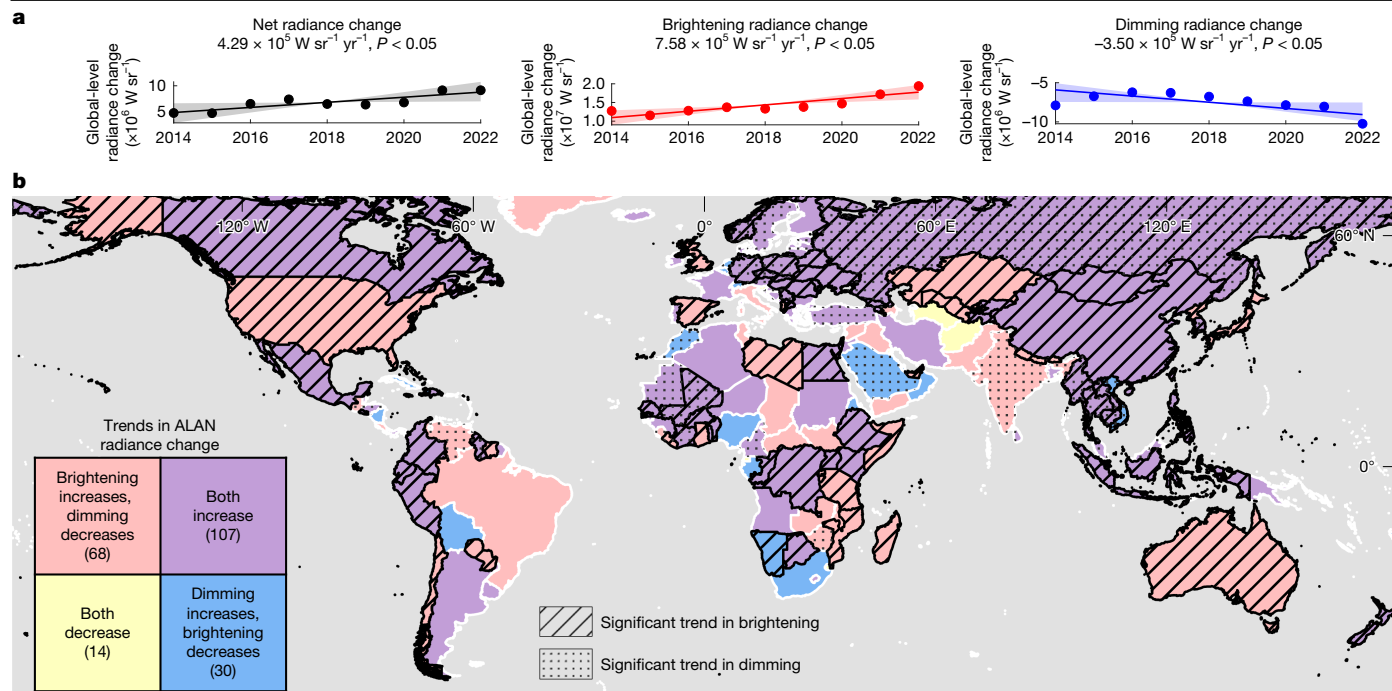 a
Net radiance change
4.29 × 10⁵ W sr⁻¹ yr⁻¹, P < 0.05
Global-level
radiance change
(×10⁶ W sr⁻¹)
10
5
2014 2016 2018 2020 2022
Brightening radiance change
7.58 × 10⁵ W sr⁻¹ yr⁻¹, P < 0.05
Global-level
radiance change
(×10⁷ W sr⁻¹)
2.0
1.5
1.0
2014 2016 2018 2020 2022
Dimming radiance change
−3.50 × 10⁵ W sr⁻¹ yr⁻¹, P < 0.05
Global-level
radiance change
(×10⁶ W sr⁻¹)
−5
−10
2014 2016 2018 2020 2022
b
120° W 60° W 0° 60° E 120° E
60° N
0°
Trends in ALAN
radiance change
Brightening
increases,
dimming
decreases
(68)
Both
increase
(107)
Both
decrease
(14)
Dimming
increases,
brightening
decreases
(30)
Significant trend in brightening
Significant trend in dimming